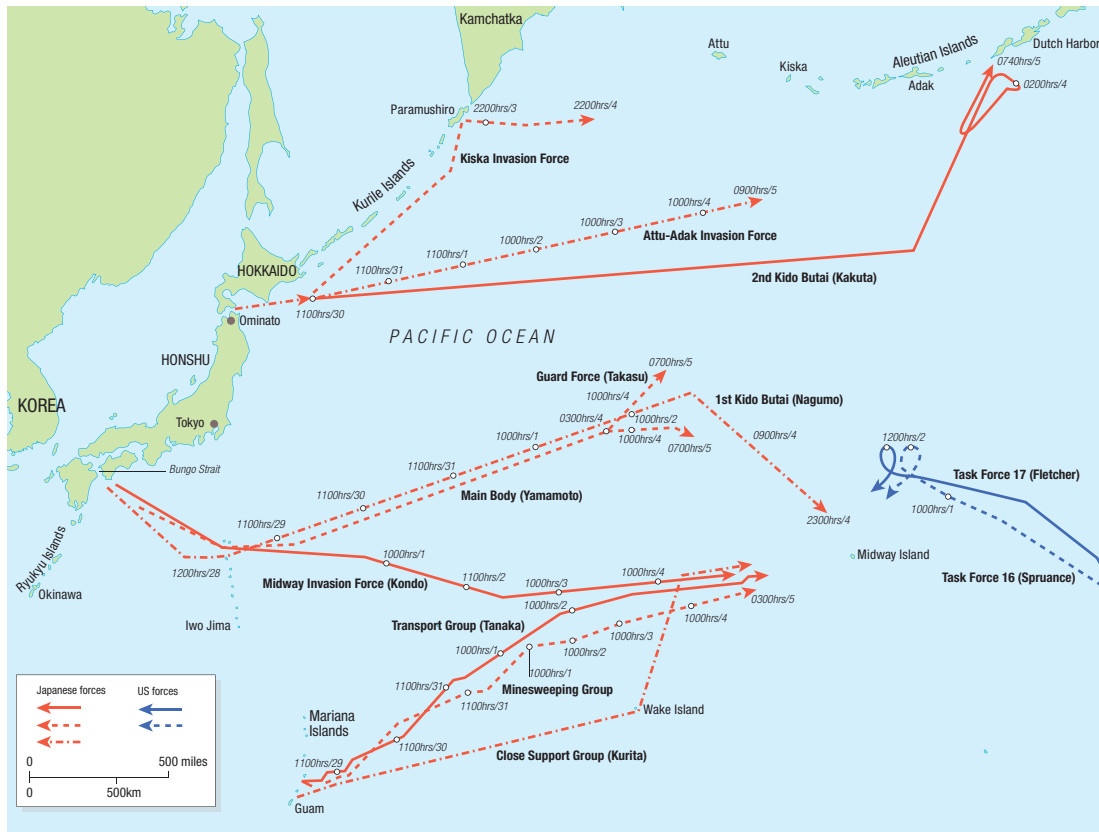 Kamchatka
Attu
Kiska
Aleutian Islands
Dutch Harbor
Adak
0740hrs/5
0200hrs/4
Paramushiro
2200hrs/3
2200hrs/4
Kiska Invasion Force
Kurile Islands
0900hrs/5
1000hrs/4
1000hrs/3
Attu-Adak Invasion Force
1000hrs/2
1100hrs/1
1100hrs/31
HOKKAIDO
2nd Kido Butai (Kakuta)
1100hrs/30
Ominato
PACIFIC OCEAN
HONSHU
KOREA
Tokyo
Bungo Strait
Guard Force (Takasu)
0700hrs/5
1000hrs/4
1st Kido Butai (Nagumo)
0300hrs/4
1000hrs/2
1000hrs/4
0700hrs/5
0900hrs/4
1000hrs/1
1100hrs/31
Main Body (Yamamoto)
1100hrs/30
2300hrs/4
1200hrs/2
Task Force 17 (Fletcher)
1000hrs/1
Midway Island
Task Force 16 (Spruance)
1100hrs/29
1200hrs/28
Ryukyu Islands
Okinawa
Iwo Jima
1000hrs/1
Midway Invasion Force (Kondo)
1100hrs/2
1000hrs/3
1000hrs/4
1000hrs/2
0300hrs/5
Transport Group (Tanaka)
1000hrs/4
1000hrs/3
1000hrs/2
1000hrs/1
1000hrs/1
Minesweeping Group
1100hrs/31
1100hrs/31
Wake Island
Mariana
Islands
1100hrs/30
Close Support Group (Kurita)
1100hrs/29
Guam
Japanese forces
US forces
0
500 miles
0
500km